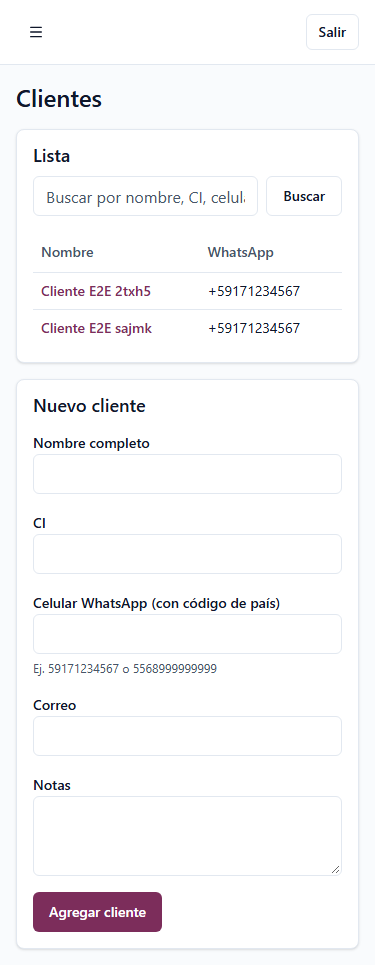 ☰
Salir
Clientes
Lista
Buscar por nombre, CI, celul
Buscar
Nombre WhatsApp
Cliente E2E 2txh5 +59171234567
Cliente E2E sajmk +59171234567
Nuevo cliente
Nombre completo
CI
Celular WhatsApp (con código de país)
Ej. 59171234567 o 5568999999999
Correo
Notas
Agregar cliente